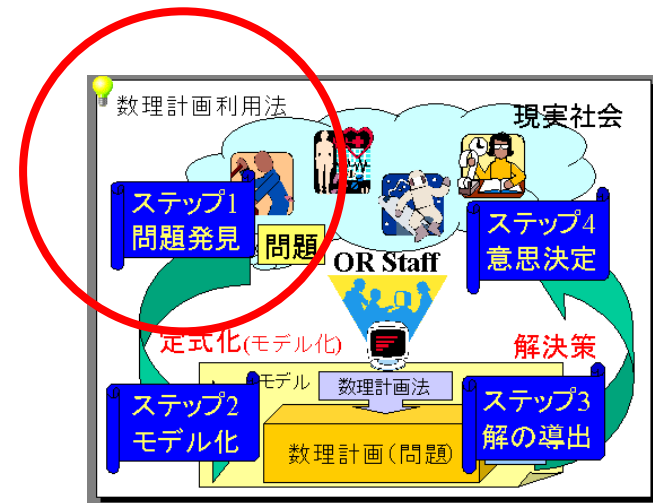 数理計画利用法
現実社会
ステップ1
問題発見
問題
ステップ4
意思決定
OR Staff
定式化(モデル化)
解決策
モデル
数理計画法
ステップ2
モデル化
ステップ3
解の導出
数理計画(問題)